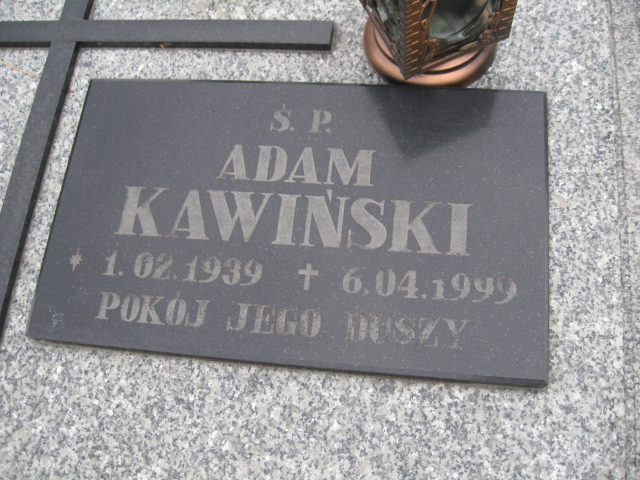 Ś. P.
ADAM
KAWIŃSKI
* 1.02.1939 † 6.04.1999
POKÓJ JEGO DUSZY